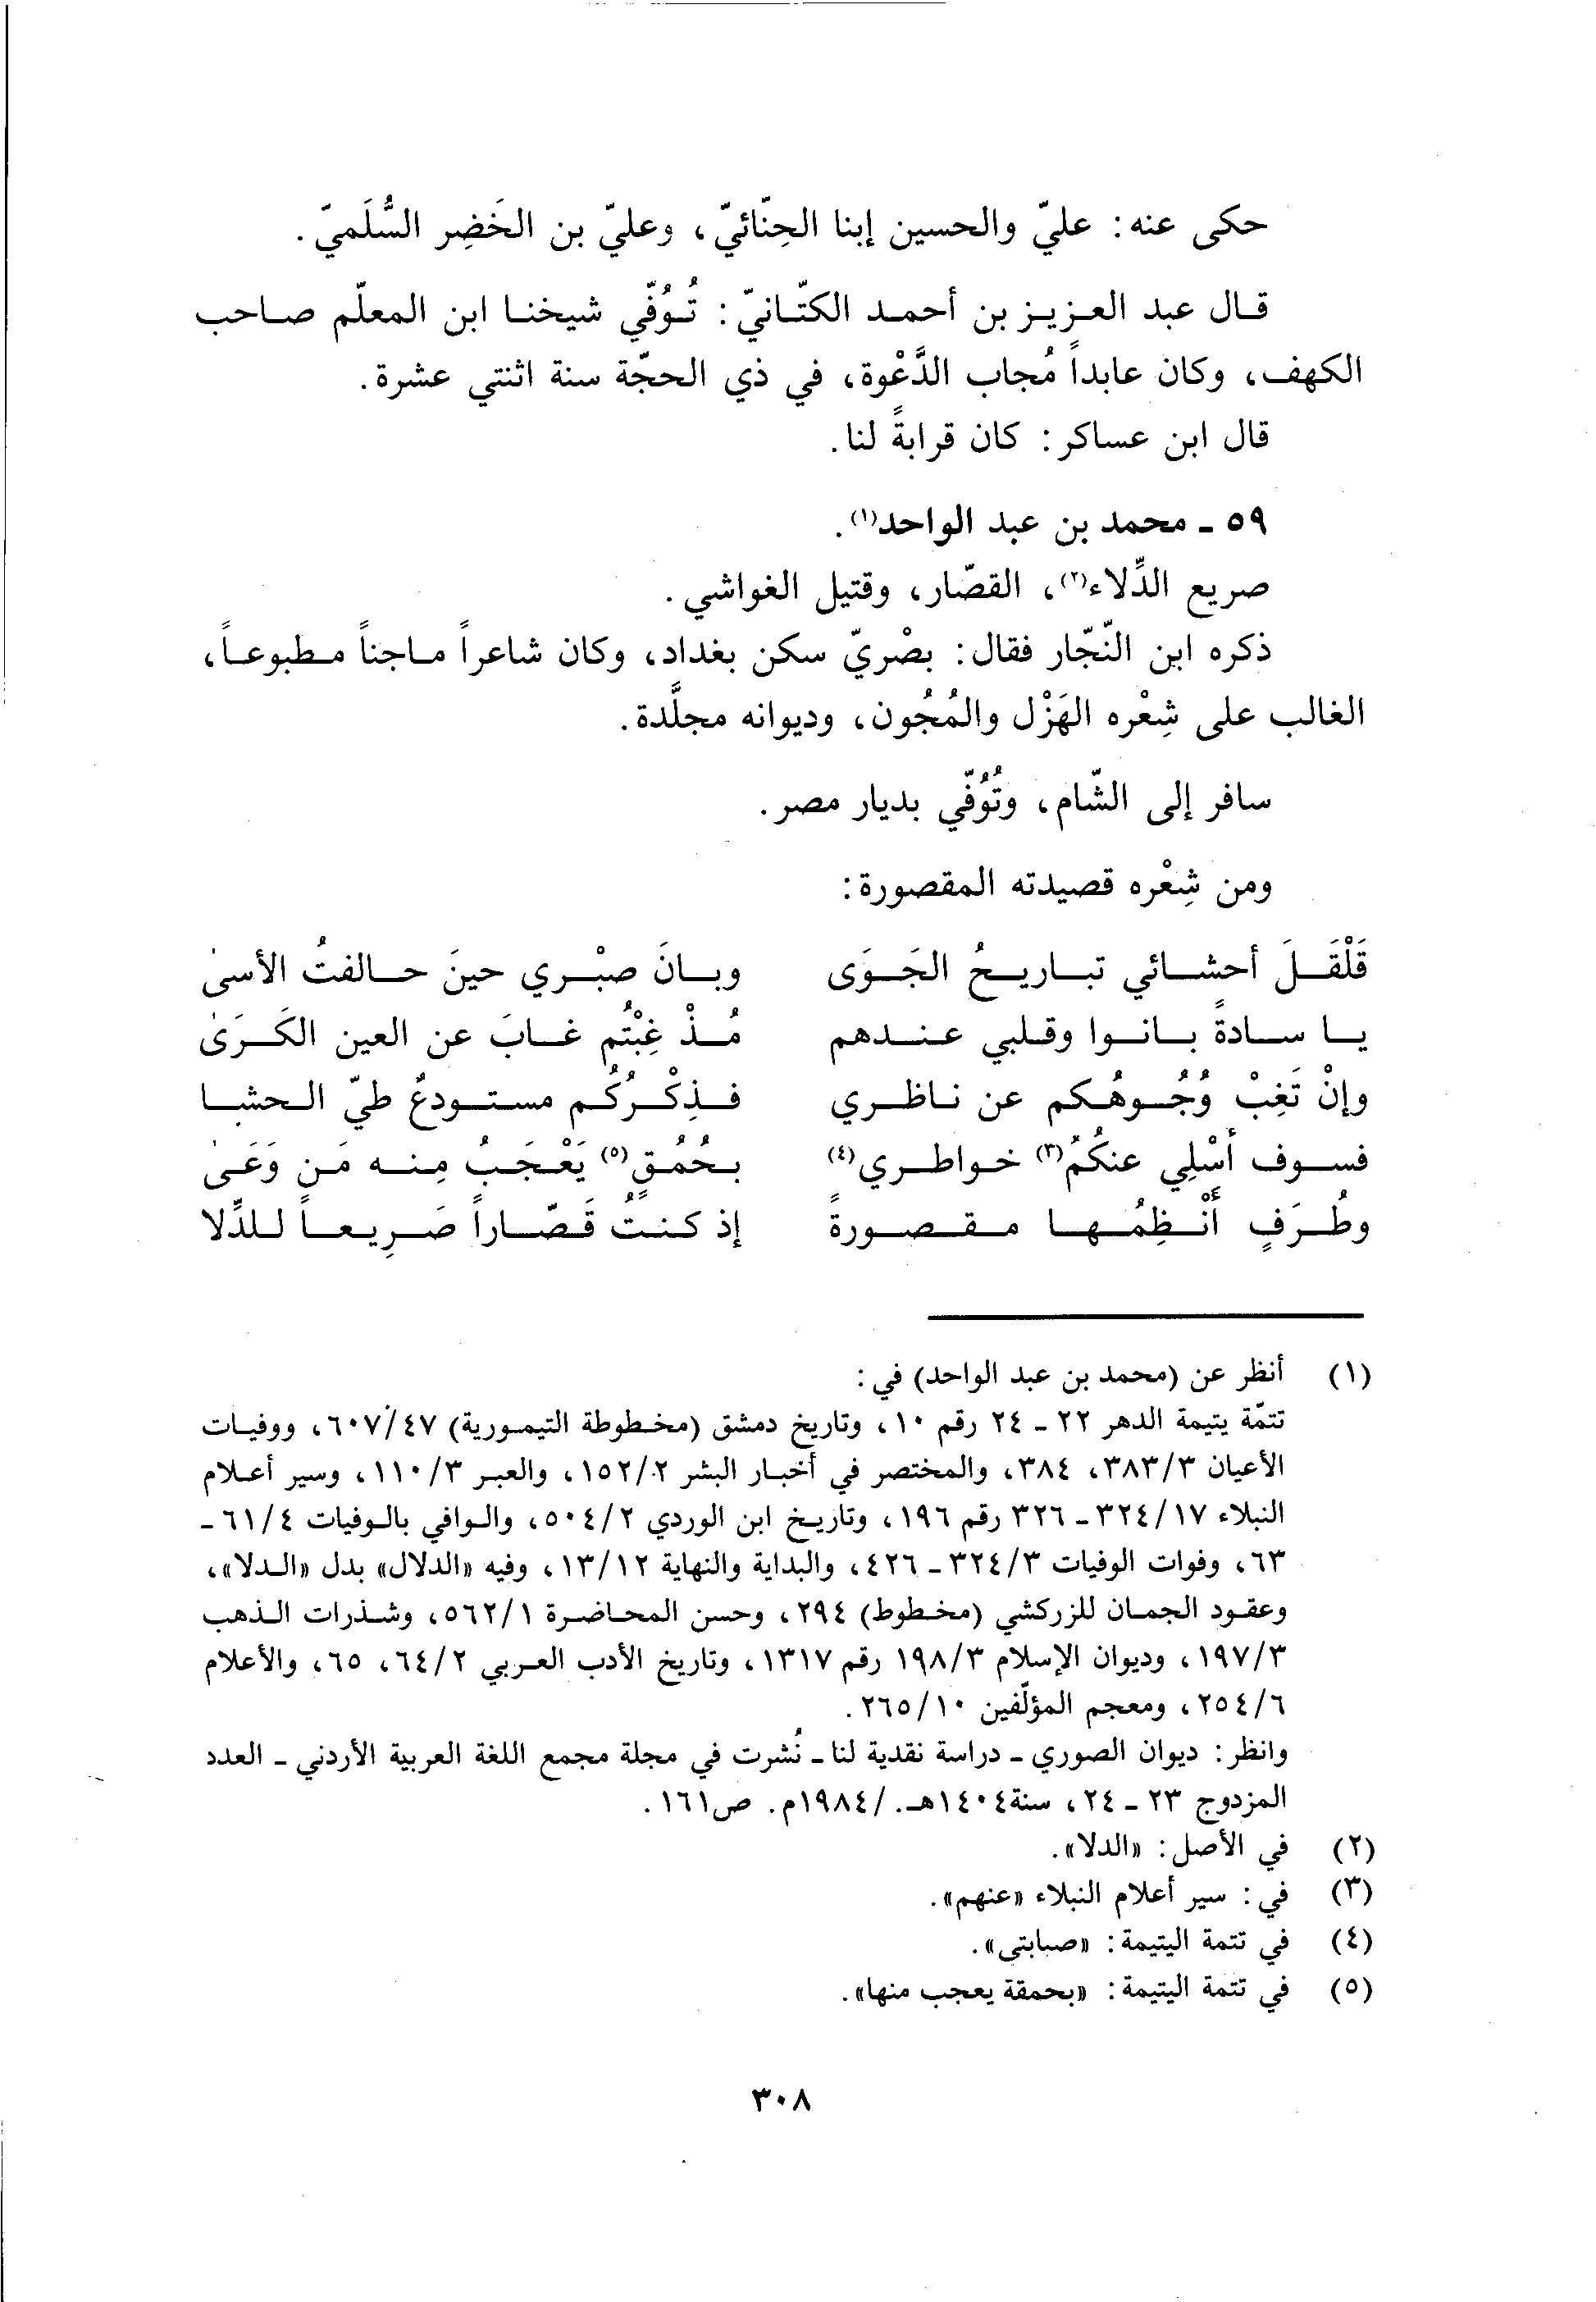 حكى عنه: عليّ والحسين إبنا الحِنّائيّ، وعليّ بن الخَضِر السُّلَميّ.
قال عبد العزيز بن أحمد الكتّانيّ: تُوُفّي شيخنا ابن المعلّم صاحب
الكهف، وكان عابداً مُجاب الدَّعْوة، في ذي الحجّة سنة اثنتي عشرة.
قال ابن عساكر: كان قرابةً لنا.
٥٩ ـ محمد بن عبد الواحد(١).
صريع الدِّلاء(٢)، القصّار، وقتيل الغواشي.
ذكره ابن النّجّار فقال: بصْريّ سكن بغداد، وكان شاعراً ماجناً مطبوعاً،
الغالب على شِعْره الهَزْل والمُجُون، وديوانه مجلَّدة.
سافر إلى الشّام، وتُوُفّي بديار مصر.
ومن شِعْره قصيدته المقصورة:
قَلْقَلَ أحشائي تباريحُ الجَوَى وبانَ صبْري حينَ حالفتُ الأسىٰ
يا سادةً بانوا وقلبي عندهم مُذْ غِبْتُم غابَ عن العين الكَرَىٰ
وإنْ تَغِبْ وُجُوهُكم عن ناظري فذِكْرُكُم مستودعٌ طيّ الحشا
فسوف أُسْلِي عنكُمُ(٣) خواطري(٤) بحُمُقٍ(٥) يَعْجَبُ مِنه مَن وَعَىٰ
وطُرَفٍ أَنْظِمُها مقصورةً إذ كنتُ قَصّاراً صَرِيعاً للدِّلا
(١) أنظر عن (محمد بن عبد الواحد) في:
تتمّة يتيمة الدهر ٢٢ ـ ٢٤ رقم ١٠، وتاريخ دمشق (مخطوطة التيمورية) ٤٧/ ٦٠٧، ووفيات
الأعيان ٣/ ٣٨٣، ٣٨٤، والمختصر في أخبار البشر ٢/ ١٥٢، والعبر ٣/ ١١٠، وسير أعلام
النبلاء ١٧/ ٣٢٤ ـ ٣٢٦ رقم ١٩٦، وتاريخ ابن الوردي ٢/ ٥٠٤، والوافي بالوفيات ٤/ ٦١ ـ
٦٣، وفوات الوفيات ٣/ ٣٢٤ ـ ٤٢٦، والبداية والنهاية ١٢/ ١٣، وفيه «الدلال» بدل «الدلا»،
وعقود الجمان للزركشي (مخطوط) ٢٩٤، وحسن المحاضرة ١/ ٥٦٢، وشذرات الذهب
٣/ ١٩٧، وديوان الإسلام ٣/ ١٩٨ رقم ١٣١٧، وتاريخ الأدب العربي ٢/ ٦٤، ٦٥، والأعلام
٦/ ٢٥٤، ومعجم المؤلّفين ١٠/ ٢٦٥.
وانظر: ديوان الصوري ـ دراسة نقدية لنا ـ نُشرت في مجلة مجمع اللغة العربية الأردني ـ العدد
المزدوج ٢٣ ـ ٢٤، سنة ١٤٠٤هـ. /١٩٨٤م. ص١٦١.
(٢) في الأصل: «الدلا».
(٣) في: سير أعلام النبلاء «عنهم».
(٤) في تتمة اليتيمة: «صبابتي».
(٥) في تتمة اليتيمة: «بحمقة يعجب منها».
٣٠٨